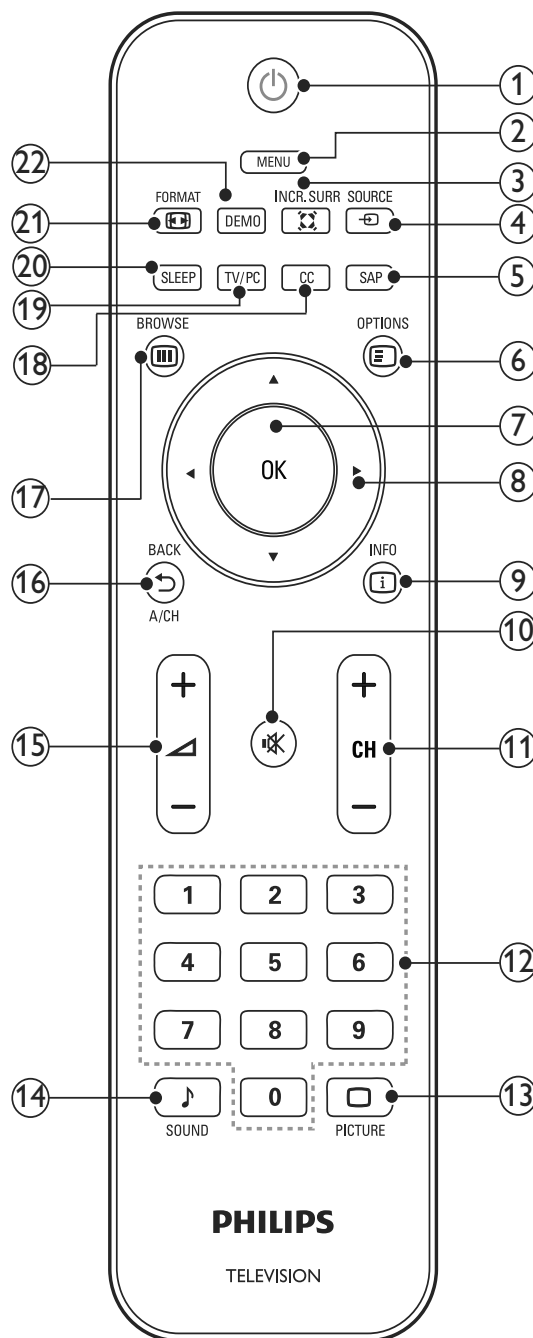 1
2
MENU
22
3
FORMAT INCR. SURR SOURCE
21 DEMO 4
20 SLEEP TV/PC CC SAP 5
19
18 BROWSE OPTIONS
6
7
OK
17 8
BACK INFO
16 i 9
A/CH
10
+ +
15 CH 11
− −
1 2 3
4 5 6 12
7 8 9
14 0 13
SOUND PICTURE
PHILIPS
TELEVISION